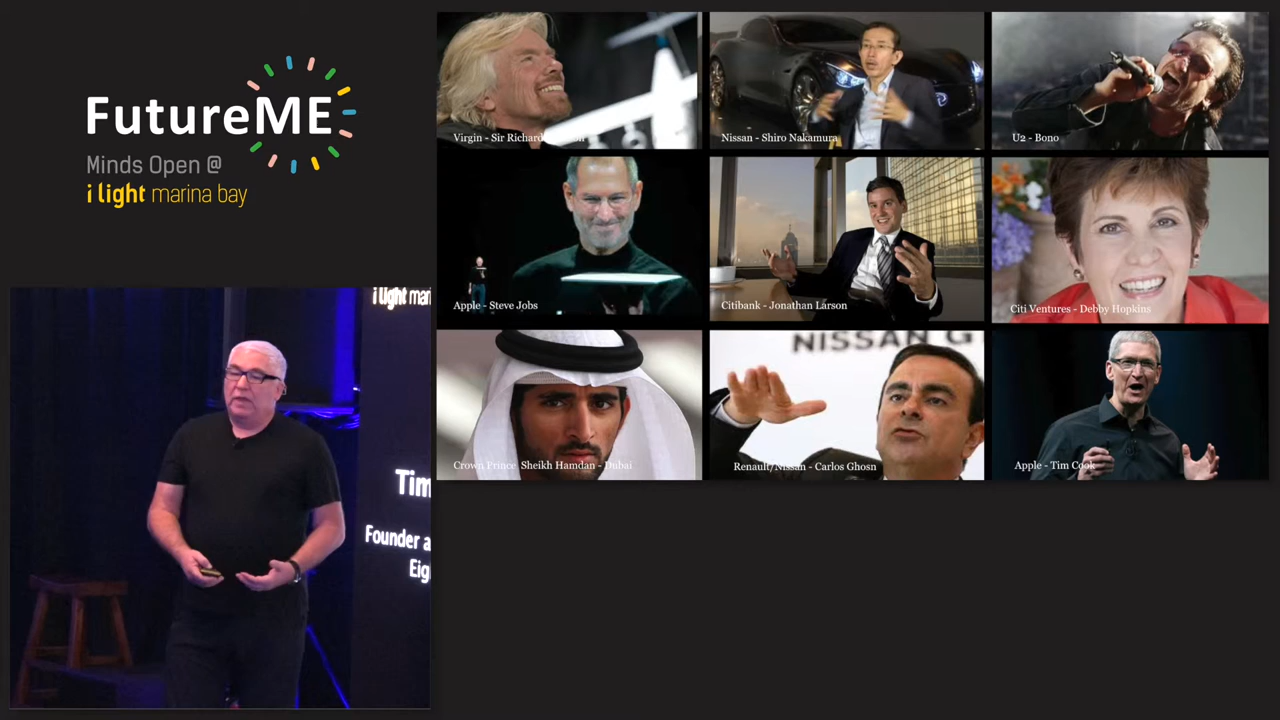 FutureME
Minds Open @
i light marina bay
Virgin - Sir Richard
Nissan - Shiro Nakamura
U2 - Bono
Apple - Steve Jobs
Citibank - Jonathan Larson
Citi Ventures - Debby Hopkins
Crown Prince Sheikh Hamdan - Dubai
Renault/Nissan - Carlos Ghosn
Apple - Tim Cook
NISSAN G
i light mari
Tim
Founder a
Eig